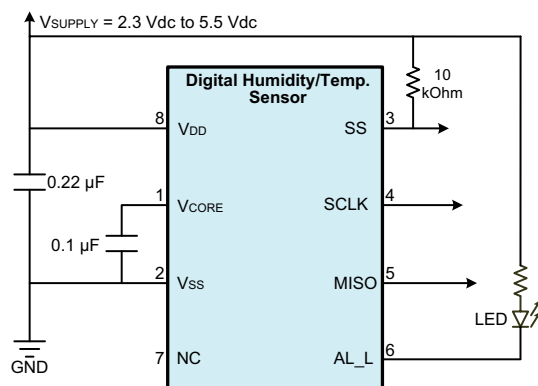 VSUPPLY = 2.3 Vdc to 5.5 Vdc
Digital Humidity/Temp.
Sensor
10
kOhm
8
VDD
SS
3
0.22 µF
1
VCORE
SCLK
4
0.1 µF
2
VSS
MISO
5
LED
GND
7
NC
AL_L
6